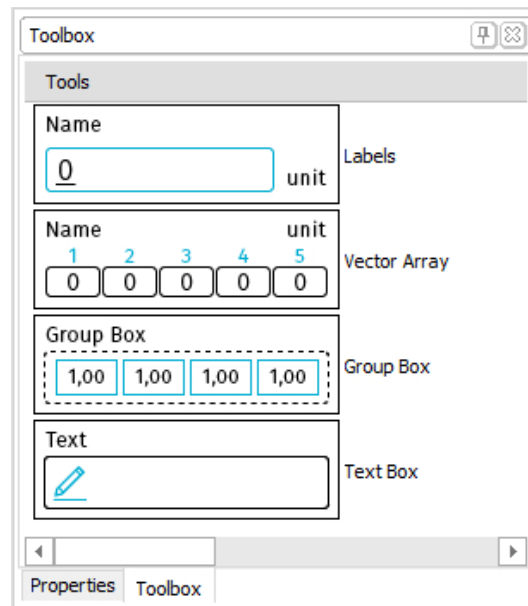 Toolbox
Tools
Name
0
unit
Labels
Name unit
1 2 3 4 5
0 0 0 0 0
Vector Array
Group Box
1,00 1,00 1,00 1,00
Group Box
Text
Text Box
Properties Toolbox